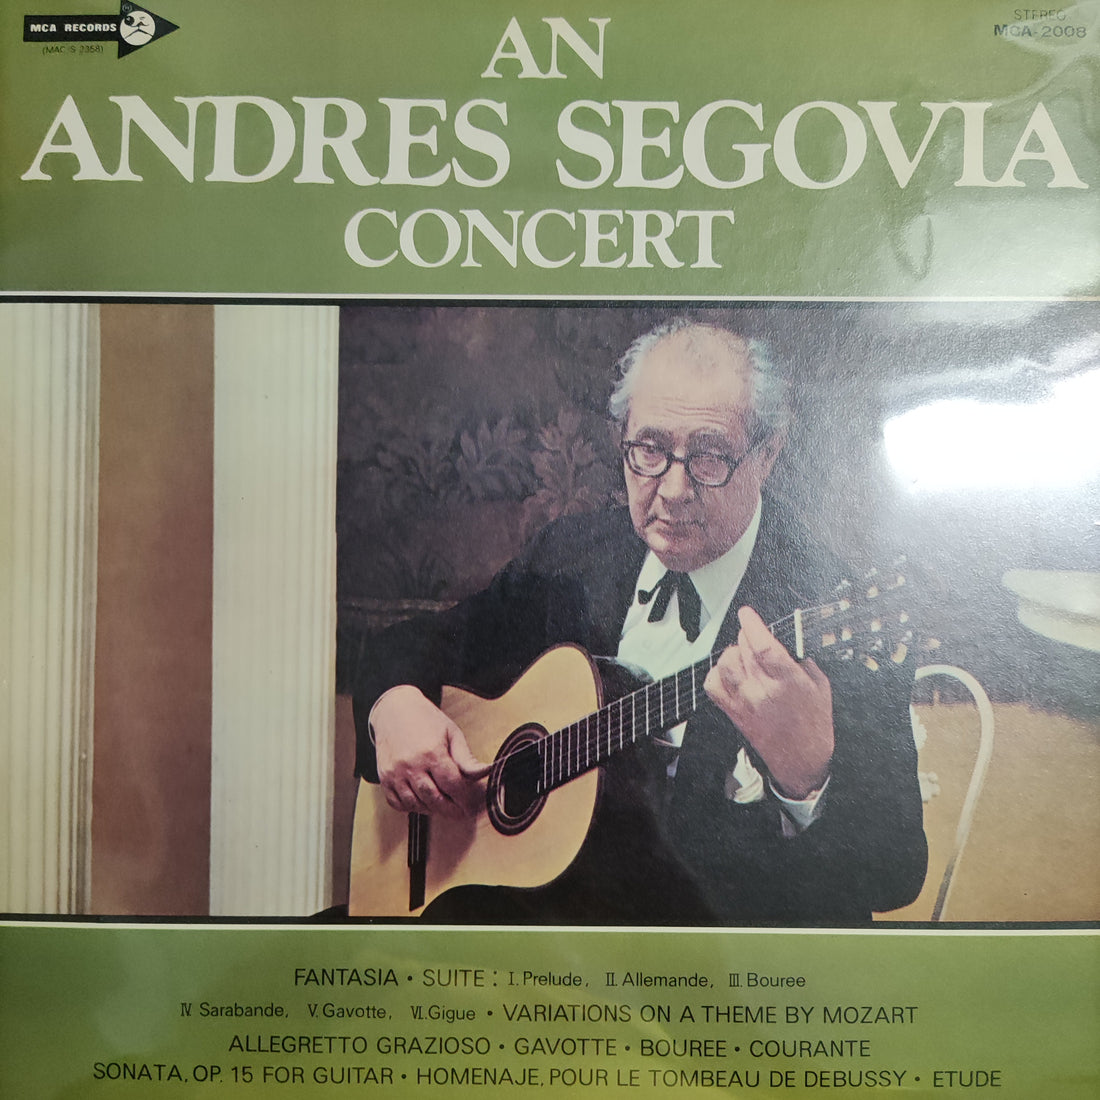 MCA RECORDS
(MAC S 2358)
STEREO
MCA-2008
AN
ANDRES SEGOVIA
CONCERT
FANTASIA • SUITE : I. Prelude, II. Allemande, III. Bouree
IV. Sarabande, V. Gavotte, VI. Gigue • VARIATIONS ON A THEME BY MOZART
ALLEGRETTO GRAZIOSO • GAVOTTE • BOUREE • COURANTE
SONATA, OP. 15 FOR GUITAR • HOMENAJE, POUR LE TOMBEAU DE DEBUSSY • ETUDE